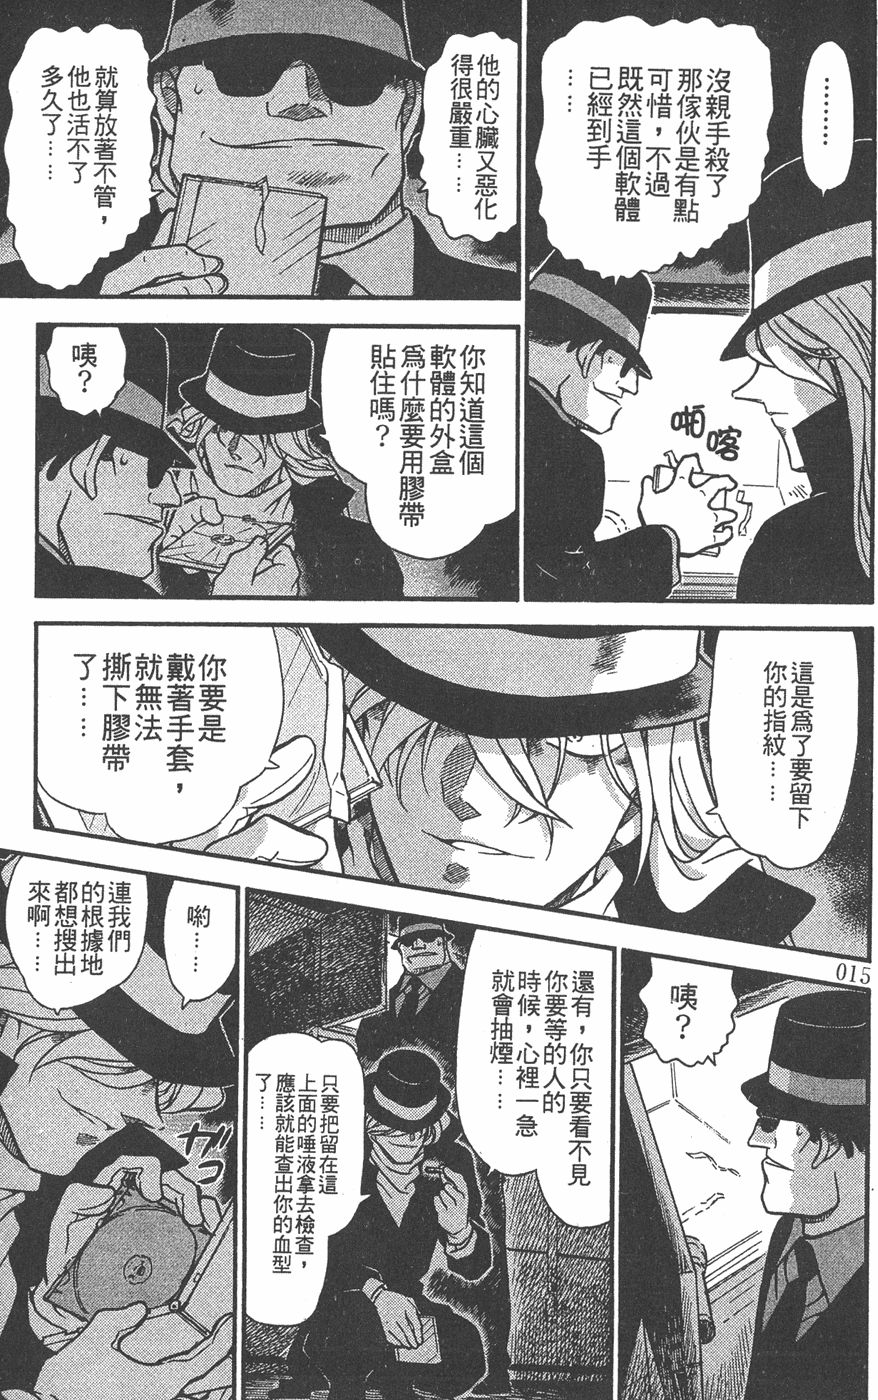 …………
沒親手殺了
那傢伙是有點
可惜，不過
既然這個軟體
已經到手
……
啪喀
他的心臟又惡化
得很嚴重……
就算放著不管，
他也活不了
多久了……
你知道這個
軟體的外盒
爲什麼要用膠帶
貼住嗎？
咦？
這是爲了要留下
你的指紋……
你要是
戴著手套，
就無法
撕下膠帶
了……
015
咦？
還有，你只要看不見
你要等的人的
時候，心裡一急
就會抽煙……
只要把留在這
上面的唾液拿去檢查，
應該就能查出你的血型
了……
喲……
連我們
的根據地
都想搜出
來啊……
ガコ